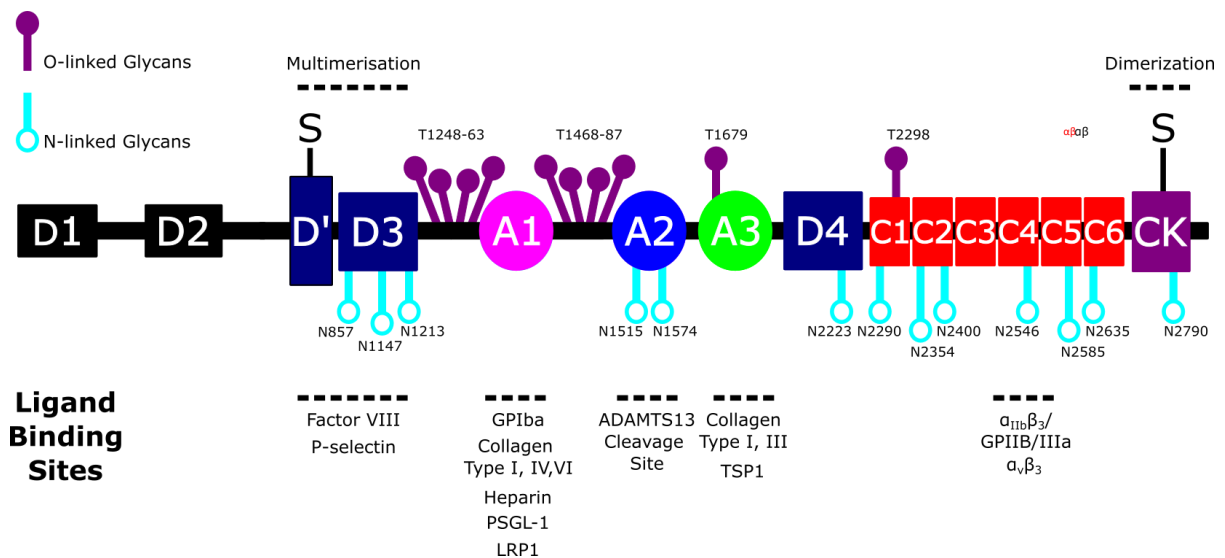 O-linked Glycans
N-linked Glycans
Multimerisation
Dimerization
S
S
T1248-63
T1468-87
T1679
T2298
αβαβ
D1
D2
D'
D3
A1
A2
A3
D4
C1
C2
C3
C4
C5
C6
CK
N857
N1147
N1213
N1515
N1574
N2223
N2290
N2354
N2400
N2546
N2585
N2635
N2790
Ligand
Binding
Sites
Factor VIII
P-selectin
GPIba
Collagen
Type I, IV,VI
Heparin
PSGL-1
LRP1
ADAMTS13
Cleavage
Site
Collagen
Type I, III
TSP1
αIIbβ3/
GPIIB/IIIa
αvβ3